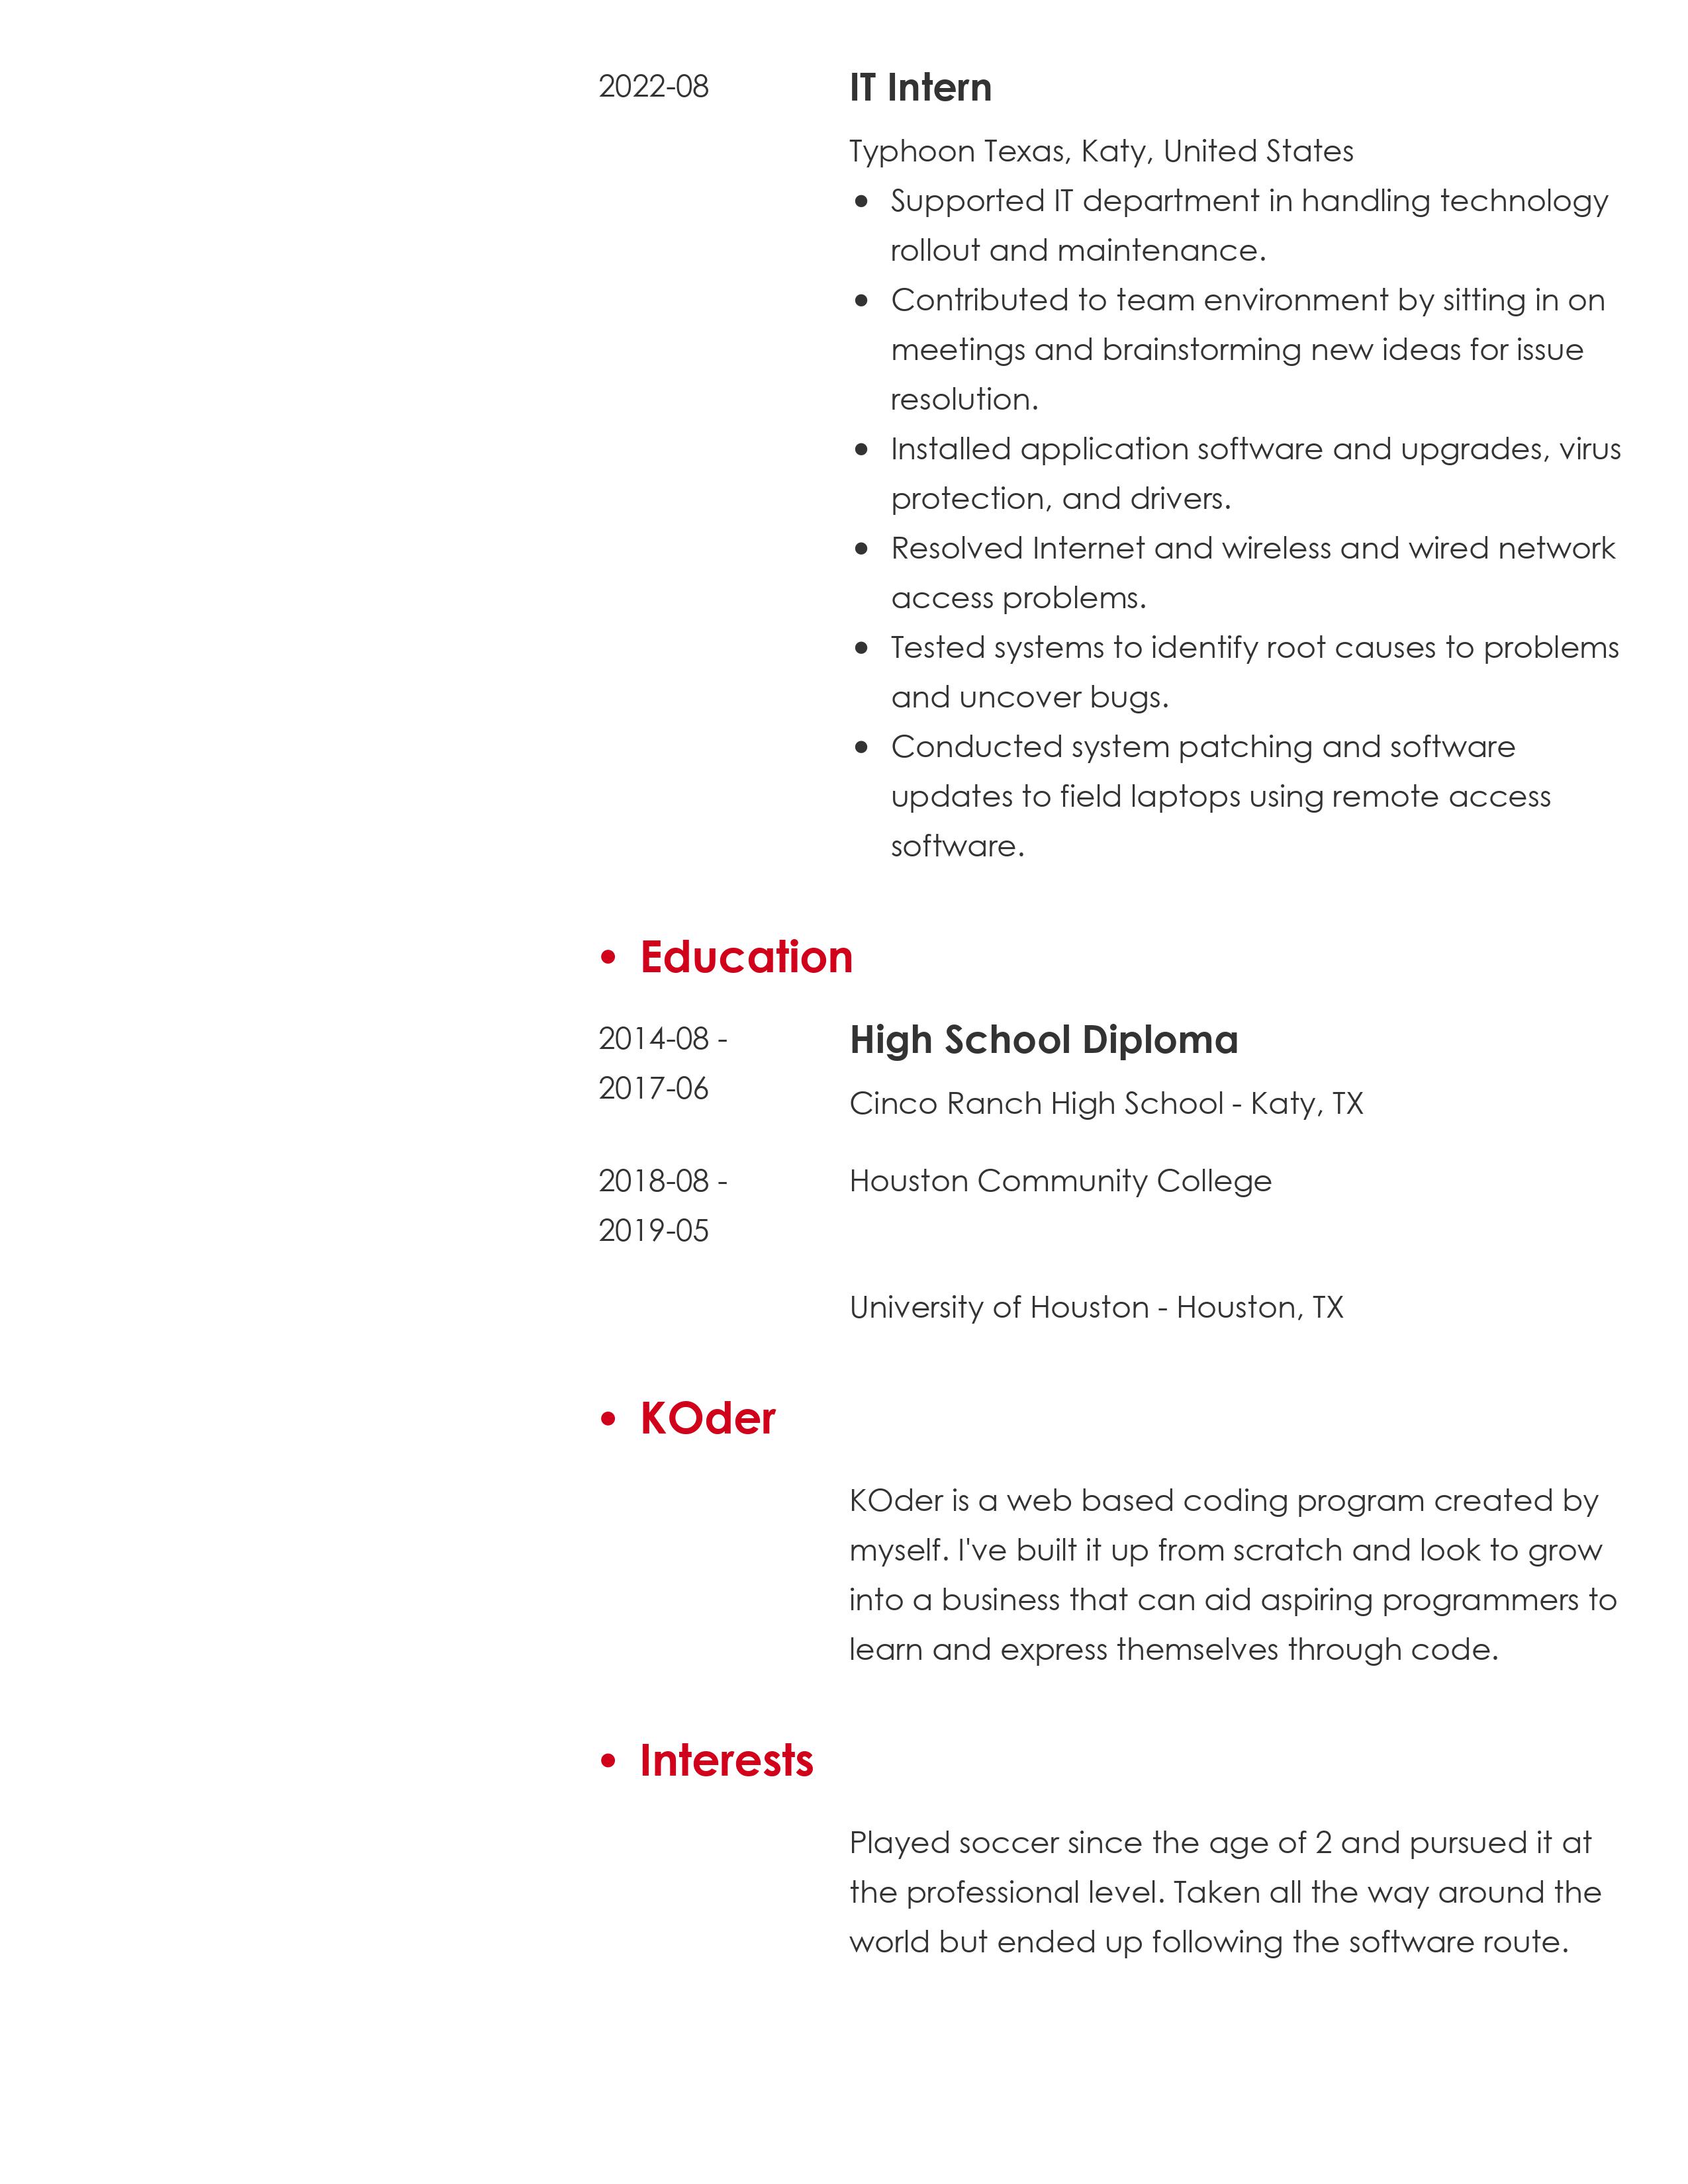 2022-08 IT Intern
Typhoon Texas, Katy, United States
• Supported IT department in handling technology
rollout and maintenance.
• Contributed to team environment by sitting in on
meetings and brainstorming new ideas for issue
resolution.
• Installed application software and upgrades, virus
protection, and drivers.
• Resolved Internet and wireless and wired network
access problems.
• Tested systems to identify root causes to problems
and uncover bugs.
• Conducted system patching and software
updates to field laptops using remote access
software.
• Education
2014-08 - High School Diploma
2017-06 Cinco Ranch High School - Katy, TX
2018-08 - Houston Community College
2019-05
University of Houston - Houston, TX
• KOder
KOder is a web based coding program created by
myself. I've built it up from scratch and look to grow
into a business that can aid aspiring programmers to
learn and express themselves through code.
• Interests
Played soccer since the age of 2 and pursued it at
the professional level. Taken all the way around the
world but ended up following the software route.